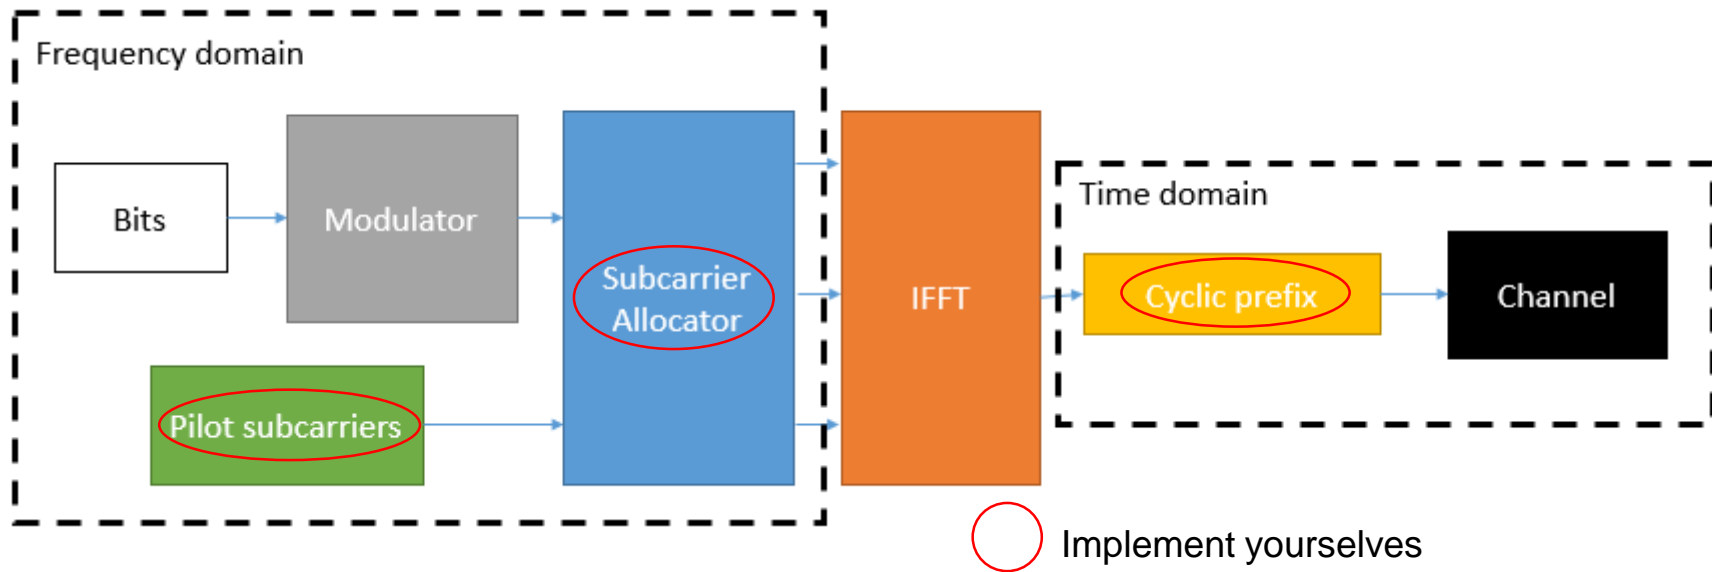 Frequency domain
Bits
Modulator
Subcarrier
Allocator
Pilot subcarriers
IFFT
Time domain
Cyclic prefix
Channel
Implement yourselves